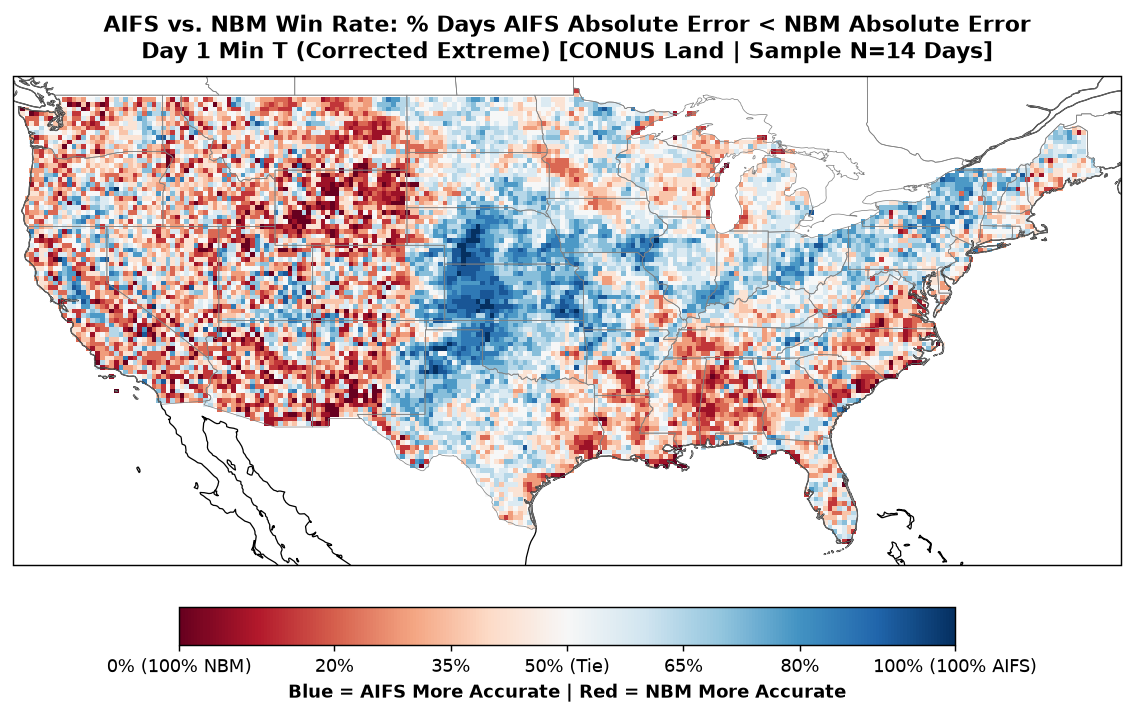 AIFS vs. NBM Win Rate: % Days AIFS Absolute Error < NBM Absolute Error
Day 1 Min T (Corrected Extreme) [CONUS Land | Sample N=14 Days]
0% (100% NBM) 20% 35% 50% (Tie) 65% 80% 100% (100% AIFS)
Blue = AIFS More Accurate | Red = NBM More Accurate